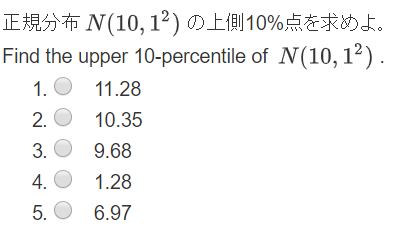 正規分布 N(10, 1²) の上側10%点を求めよ。
Find the upper 10-percentile of N(10, 1²) .
1. 11.28
2. 10.35
3. 9.68
4. 1.28
5. 6.97